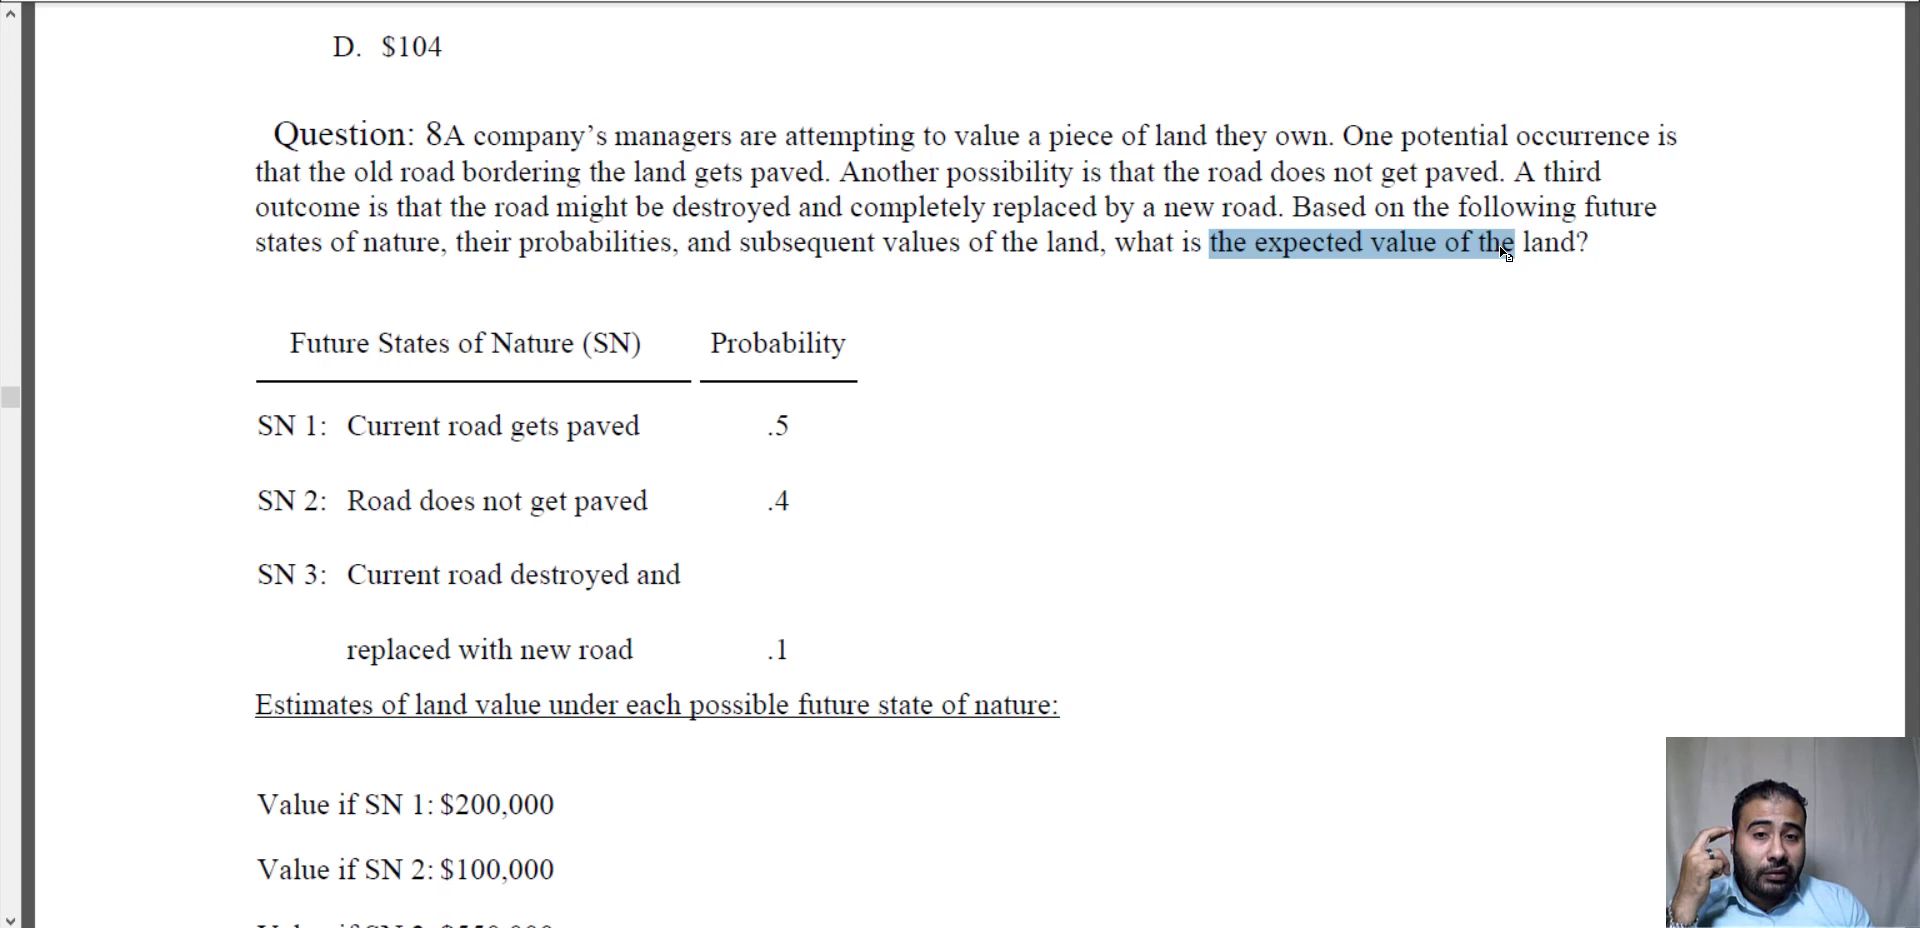 D. $104
Question: 8A company’s managers are attempting to value a piece of land they own. One potential occurrence is
that the old road bordering the land gets paved. Another possibility is that the road does not get paved. A third
outcome is that the road might be destroyed and completely replaced by a new road. Based on the following future
states of nature, their probabilities, and subsequent values of the land, what is the expected value of the land?
Future States of Nature (SN) Probability
SN 1: Current road gets paved .5
SN 2: Road does not get paved .4
SN 3: Current road destroyed and
replaced with new road .1
Estimates of land value under each possible future state of nature:
Value if SN 1: $200,000
Value if SN 2: $100,000